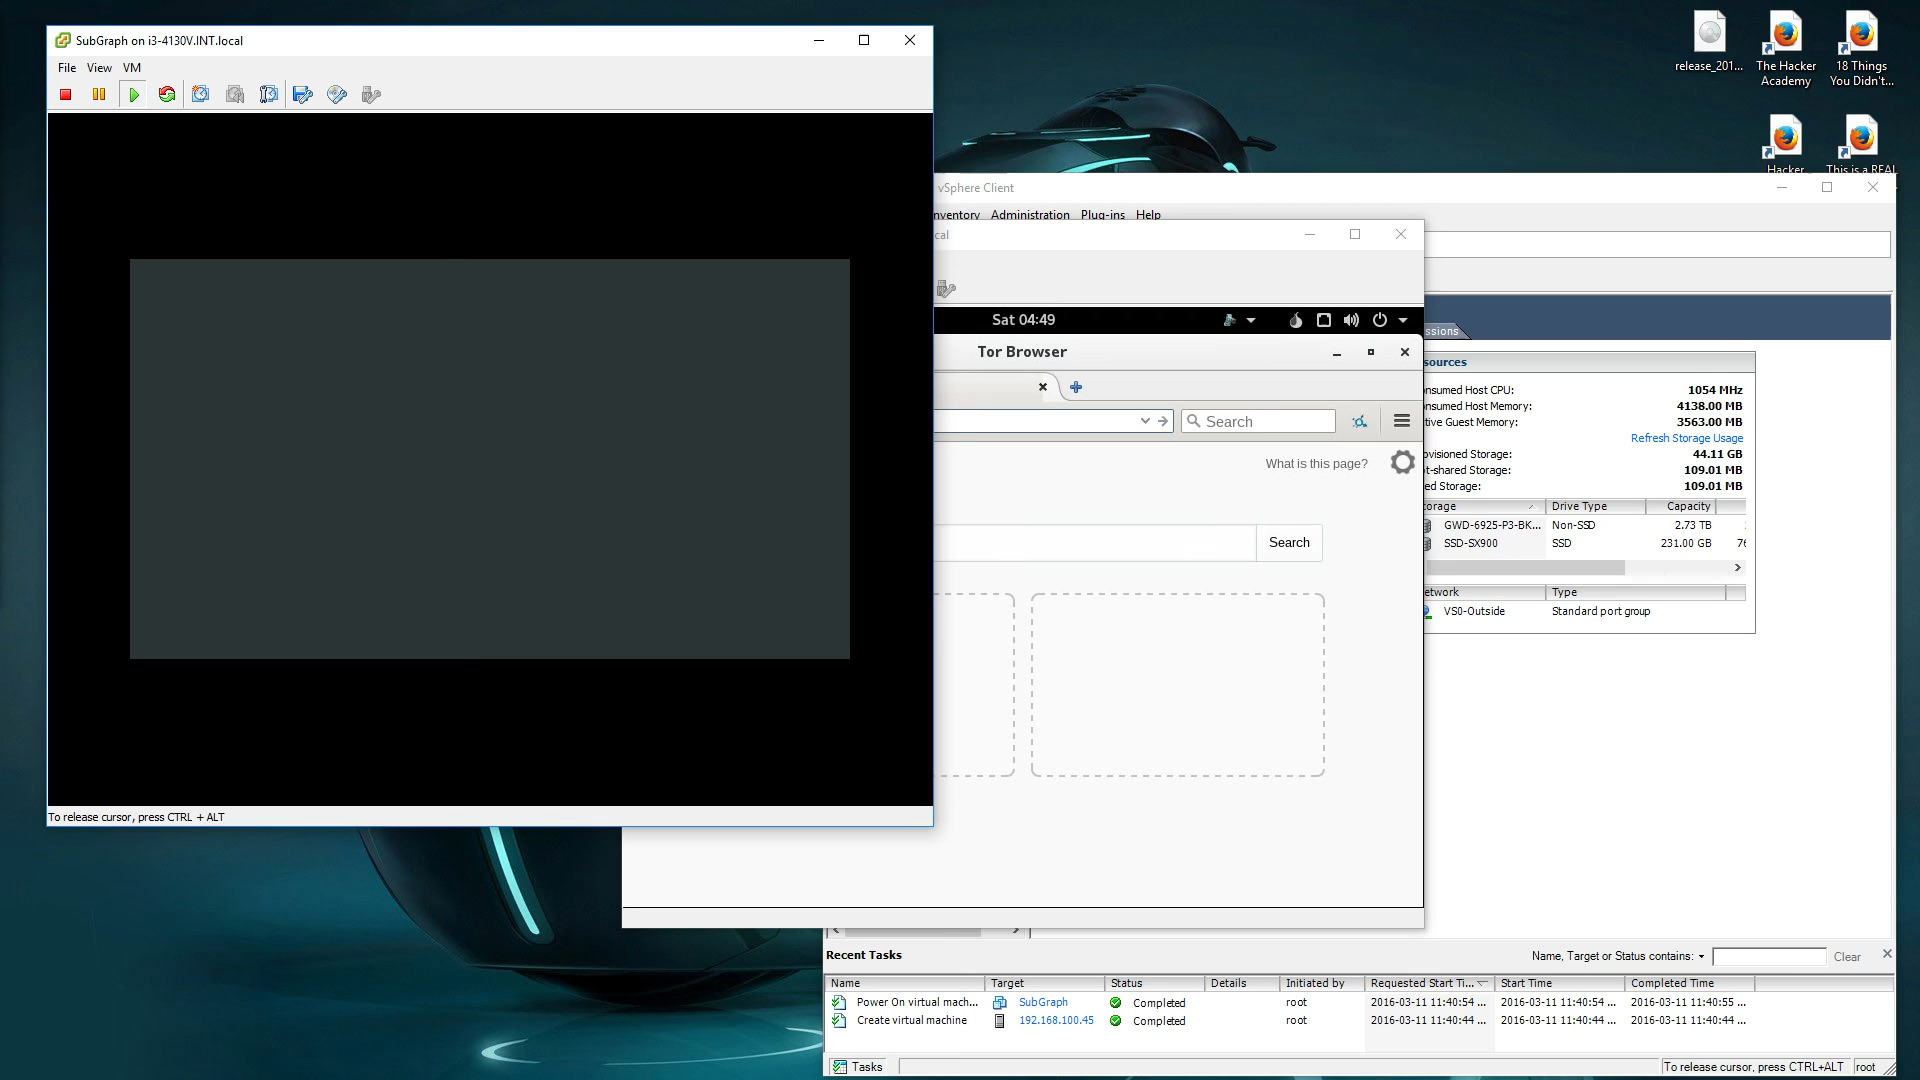 SubGraph on i3-4130V.INT.local
File View VM
To release cursor, press CTRL + ALT
release_201...
The Hacker Academy
18 Things You Didn't...
Hacker
This is a REAL
vSphere Client
nventory Administration Plug-ins Help
cal
Sat 04:49
Tor Browser
Search
What is this page?
Search
ssions
sources
onsumed Host CPU: 1054 MHz
onsumed Host Memory: 4138.00 MB
tive Guest Memory: 3563.00 MB
Refresh Storage Usage
ovisioned Storage: 44.11 GB
t-shared Storage: 109.01 MB
ed Storage: 109.01 MB
torage Drive Type Capacity
GWD-6925-P3-BK... Non-SSD 2.73 TB
SSD-SX900 SSD 231.00 GB 76
etwork Type
VS0-Outside Standard port group
Recent Tasks
Name, Target or Status contains: Clear
Name Target Status Details Initiated by Requested Start Ti... Start Time Completed Time
Power On virtual mach... SubGraph Completed root 2016-03-11 11:40:54 ... 2016-03-11 11:40:54 ... 2016-03-11 11:40:55 ...
Create virtual machine 192.168.100.45 Completed root 2016-03-11 11:40:44 ... 2016-03-11 11:40:44 ... 2016-03-11 11:40:44 ...
Tasks
To release cursor, press CTRL+ALT root